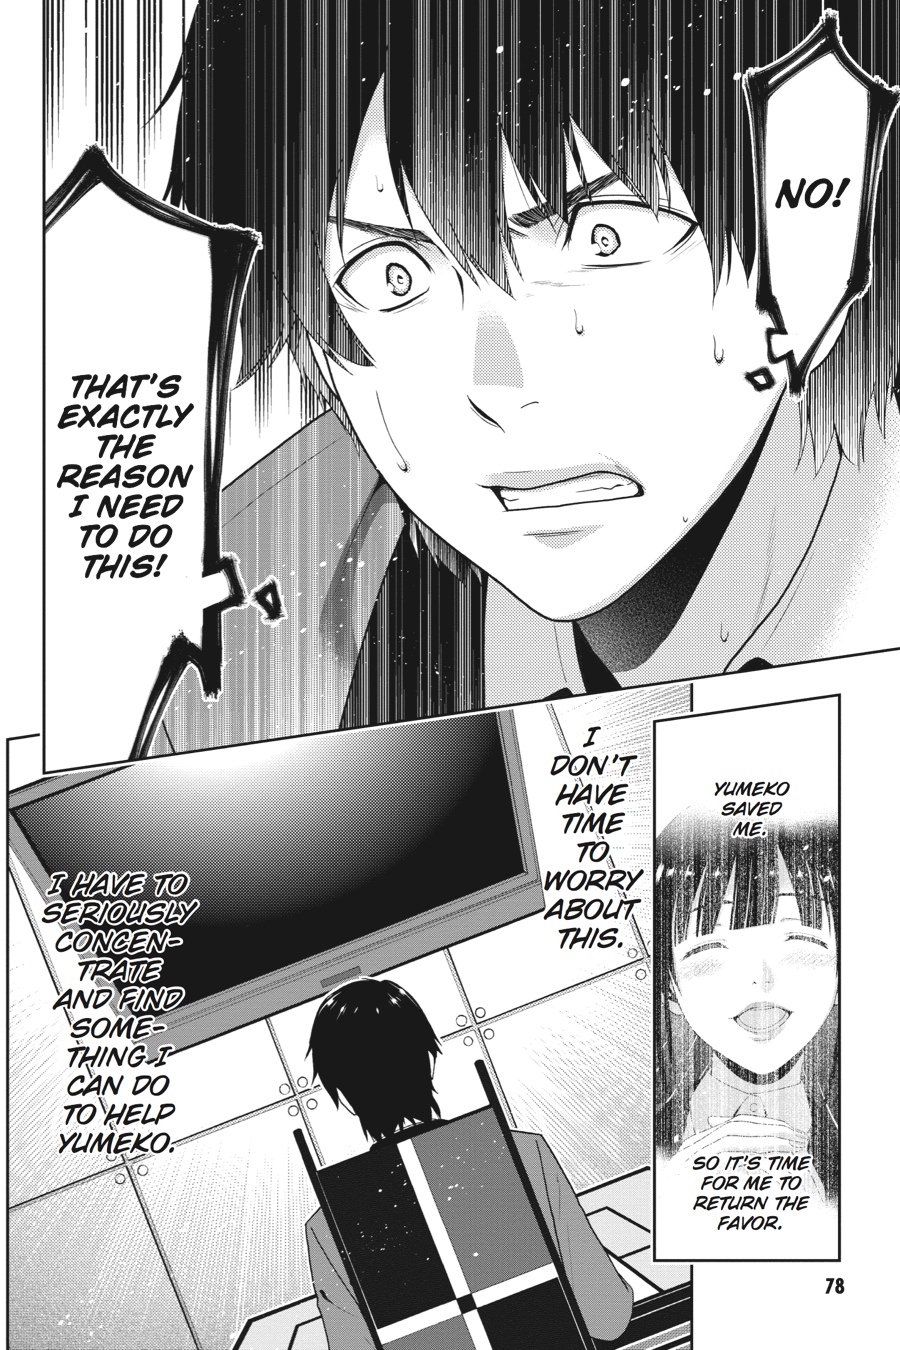 NO!
THAT'S
EXACTLY
THE
REASON
I NEED
TO DO
THIS!
YUMEKO
SAVED
ME.
SO IT'S TIME
FOR ME TO
RETURN THE
FAVOR.
I
DON'T
HAVE
TIME
TO
WORRY
ABOUT
THIS.
I HAVE TO
SERIOUSLY
CONCEN-
TRATE
AND FIND
SOME-
THING I
CAN DO
TO HELP
YUMEKO.
78